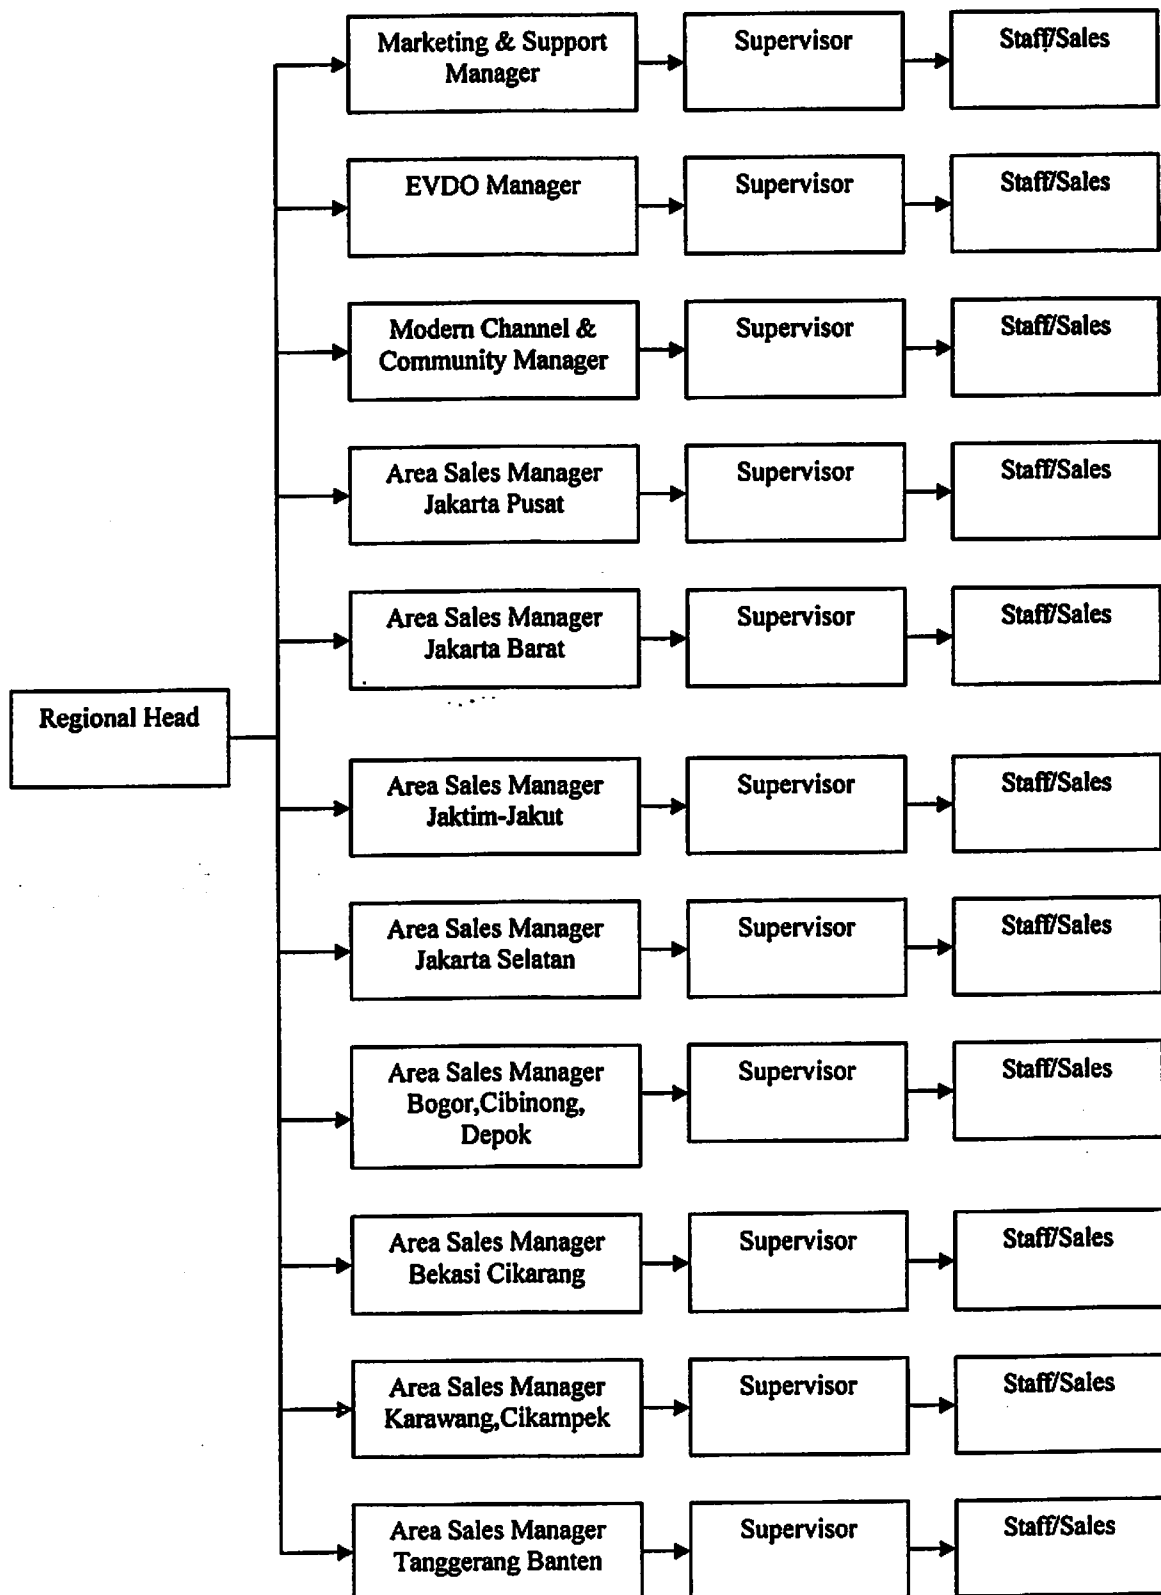 Marketing & Support
Manager
Supervisor
Staff/Sales
EVDO Manager
Supervisor
Staff/Sales
Modern Channel &
Community Manager
Supervisor
Staff/Sales
Area Sales Manager
Jakarta Pusat
Supervisor
Staff/Sales
Area Sales Manager
Jakarta Barat
Supervisor
Staff/Sales
Regional Head
Area Sales Manager
Jaktim-Jakut
Supervisor
Staff/Sales
Area Sales Manager
Jakarta Selatan
Supervisor
Staff/Sales
Area Sales Manager
Bogor,Cibinong,
Depok
Supervisor
Staff/Sales
Area Sales Manager
Bekasi Cikarang
Supervisor
Staff/Sales
Area Sales Manager
Karawang,Cikampek
Supervisor
Staff/Sales
Area Sales Manager
Tanggerang Banten
Supervisor
Staff/Sales